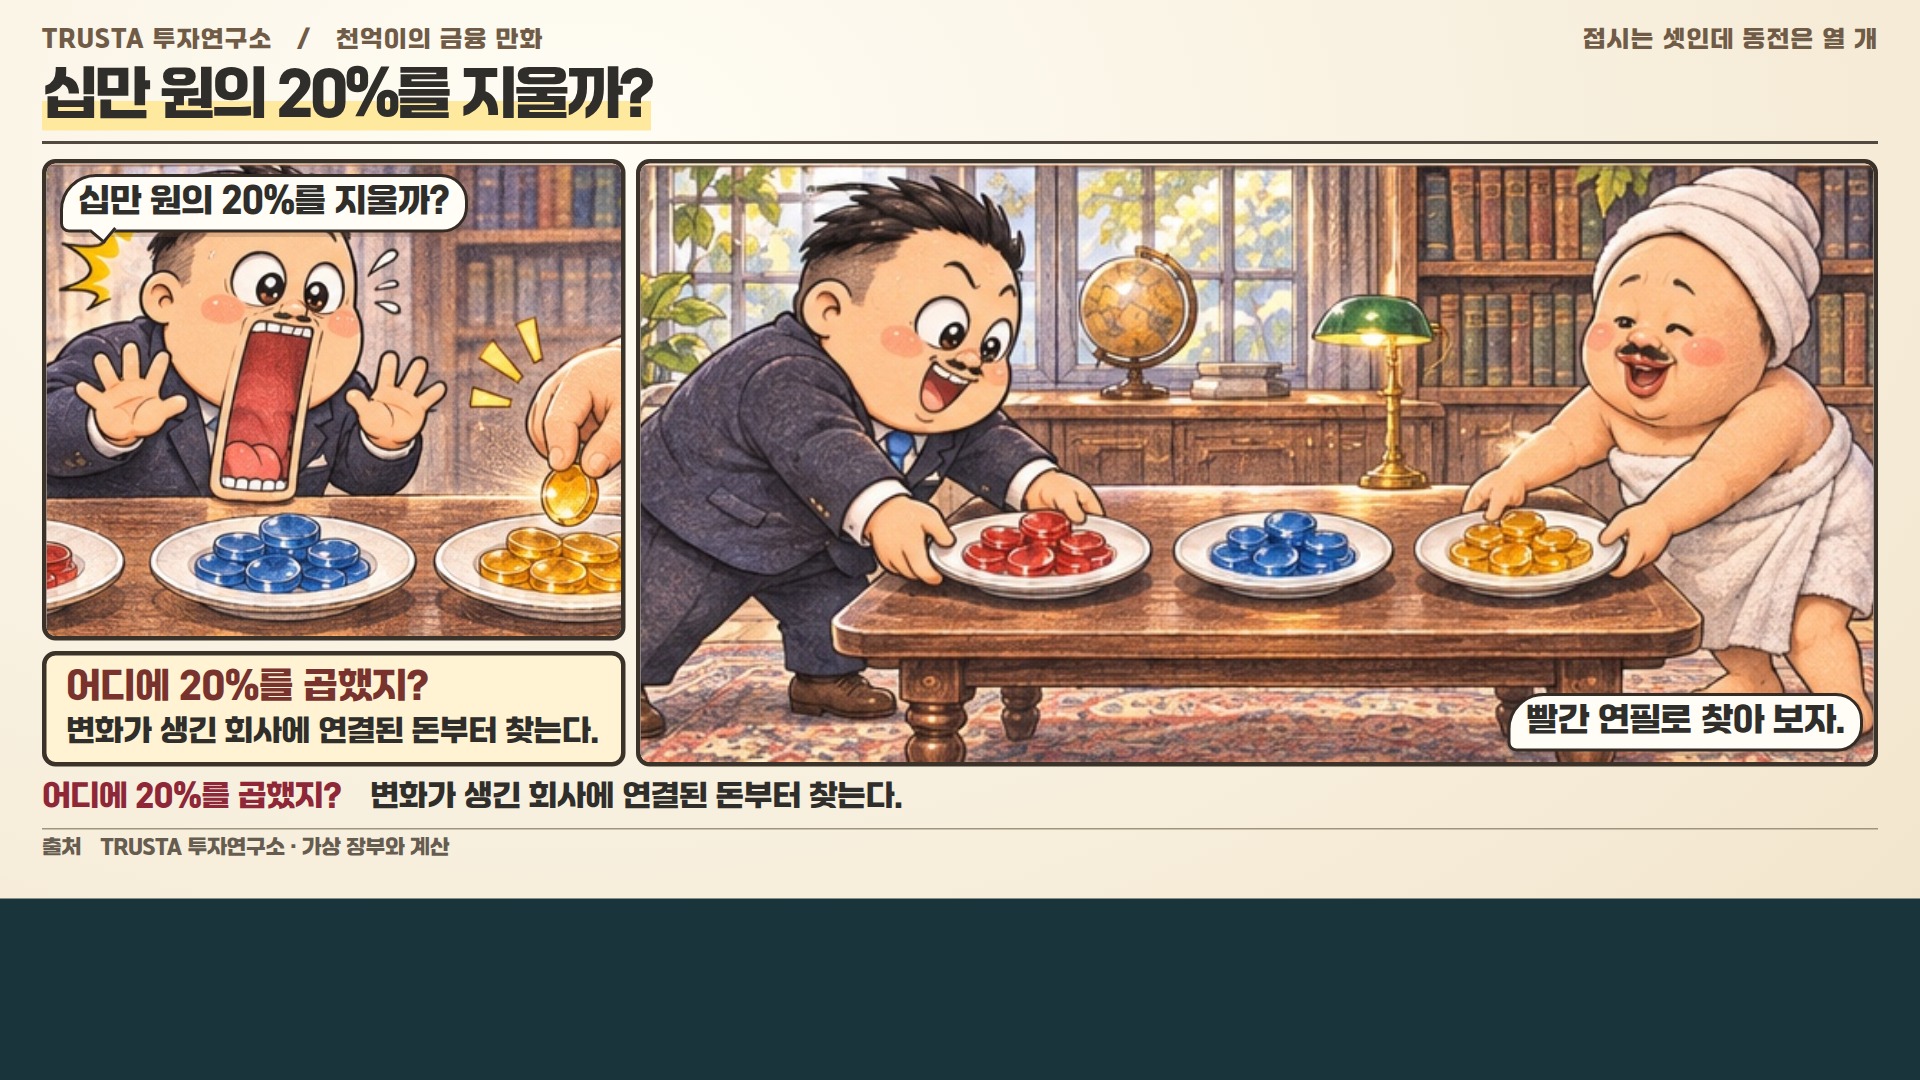 TRUSTA 투자연구소 / 천억이의 금융 만화
접시는 셋인데 동전은 열 개
십만 원의 20%를 지울까?
십만 원의 20%를 지울까?
어디에 20%를 곱했지?
변화가 생긴 회사에 연결된 돈부터 찾는다.
빨간 연필로 찾아 보자.
어디에 20%를 곱했지? 변화가 생긴 회사에 연결된 돈부터 찾는다.
출처 TRUSTA 투자연구소 · 가상 장부와 계산